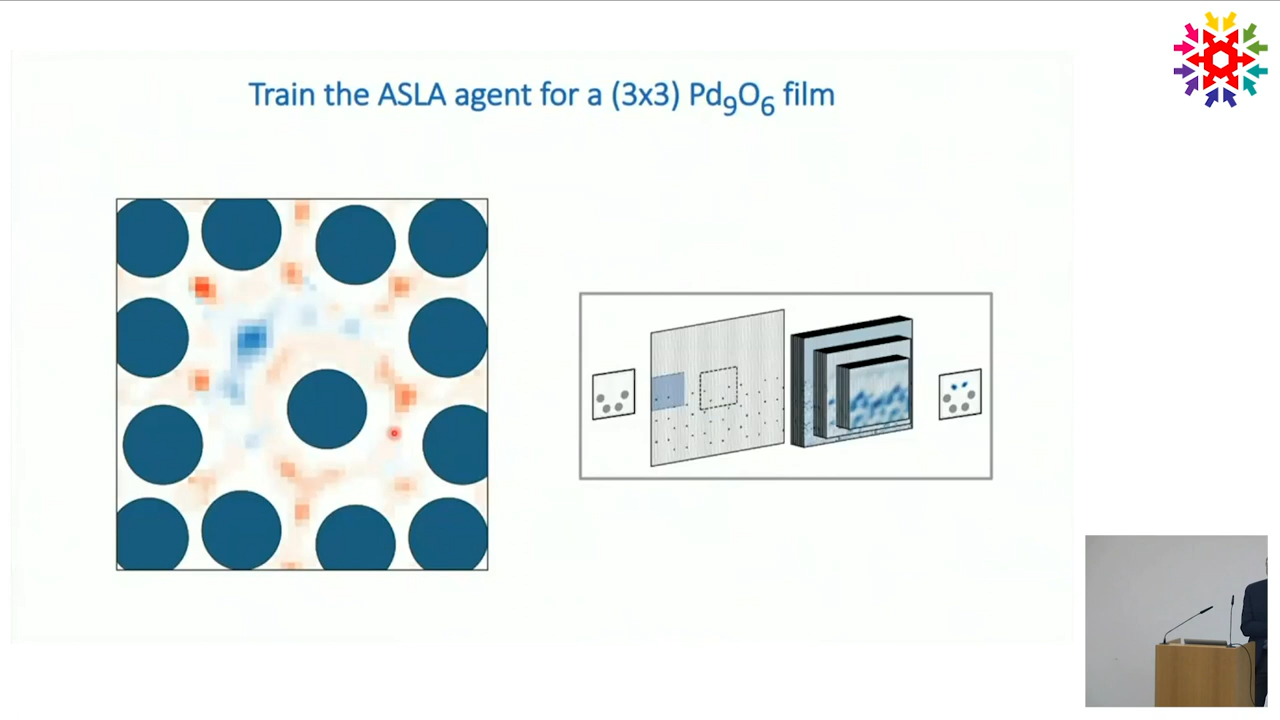 Train the ASLA agent for a (3x3) Pd₉O₆ film